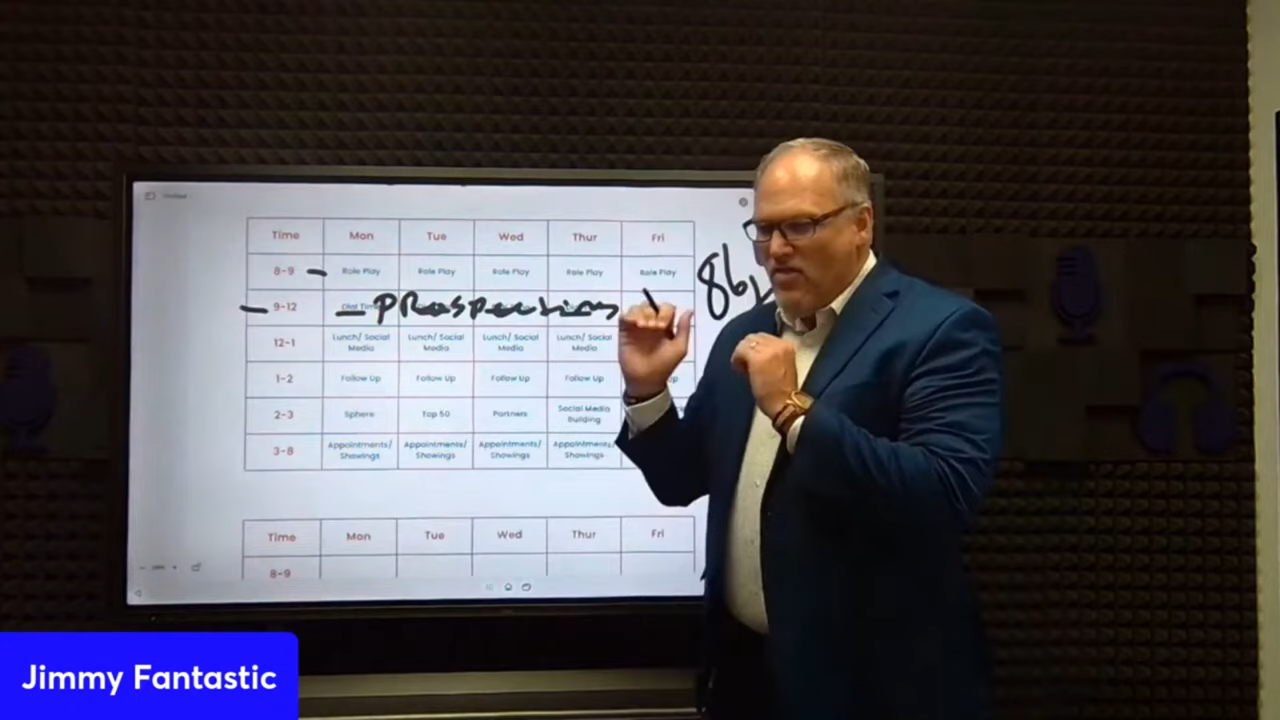 Time Mon Tue Wed Thur Fri
8-9 Role Play Role Play Role Play Role Play Role Play
9-12 Dial PRospecting
86
12-1 Lunch/ Social Media Lunch/ Social Media Lunch/ Social Media Lunch/ Social Media
1-2 Follow Up Follow Up Follow Up Follow Up
2-3 Sphere Top 50 Partners Social Media Building
3-8 Appointments/ Showings Appointments/ Showings Appointments/ Showings Appointments/ Showings
Time Mon Tue Wed Thur Fri
8-9
Jimmy Fantastic